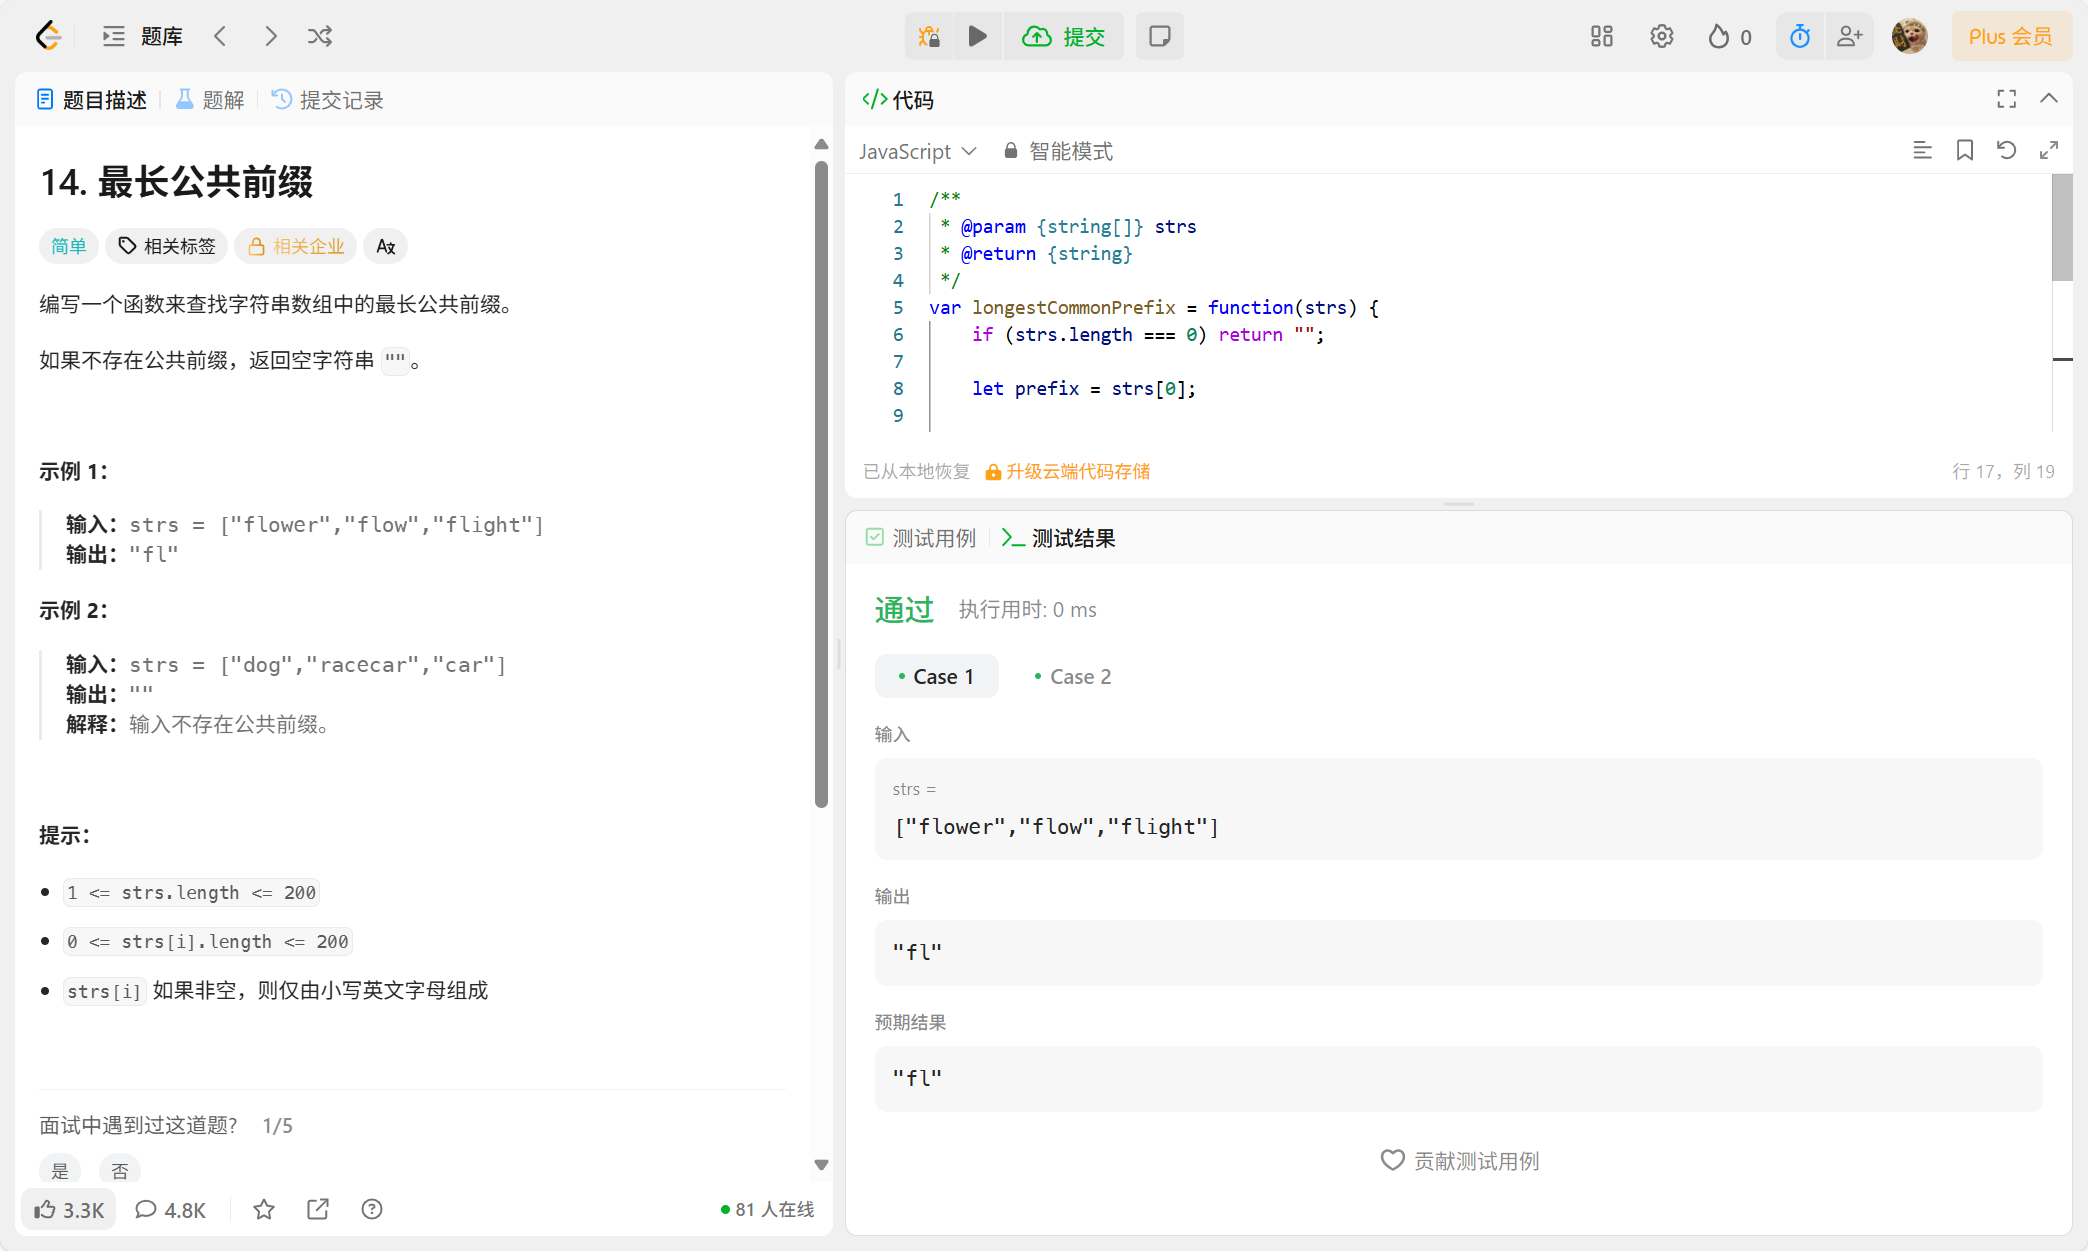 题库
提交
0
Plus 会员
题目描述
题解
提交记录
14. 最长公共前缀
简单
相关标签
相关企业
编写一个函数来查找字符串数组中的最长公共前缀。
如果不存在公共前缀，返回空字符串 ""。
示例 1：
输入：strs = ["flower","flow","flight"]
输出："fl"
示例 2：
输入：strs = ["dog","racecar","car"]
输出：""
解释：输入不存在公共前缀。
提示：
1 <= strs.length <= 200
0 <= strs[i].length <= 200
strs[i] 如果非空，则仅由小写英文字母组成
面试中遇到过这道题? 1/5
是
否
3.3K
4.8K
81 人在线
</>代码
JavaScript
智能模式
1 /**
2  * @param {string[]} strs
3  * @return {string}
4  */
5 var longestCommonPrefix = function(strs) {
6     if (strs.length === 0) return "";
7
8     let prefix = strs[0];
9
已从本地恢复
升级云端代码存储
行 17，列 19
测试用例
测试结果
通过
执行用时: 0 ms
Case 1
Case 2
输入
strs =
["flower","flow","flight"]
输出
"fl"
预期结果
"fl"
贡献测试用例